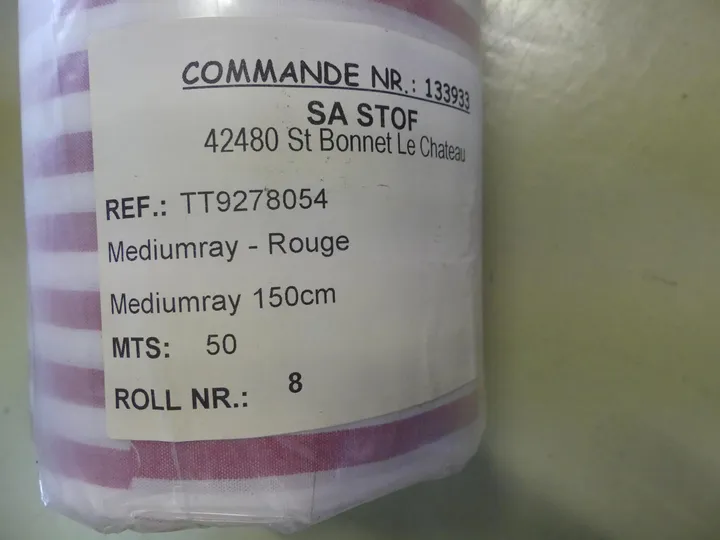 COMMANDE NR.: 133933
SA STOF
42480 St Bonnet Le Chateau
REF.: TT9278054
Mediumray - Rouge
Mediumray 150cm
MTS: 50
ROLL NR.: 8